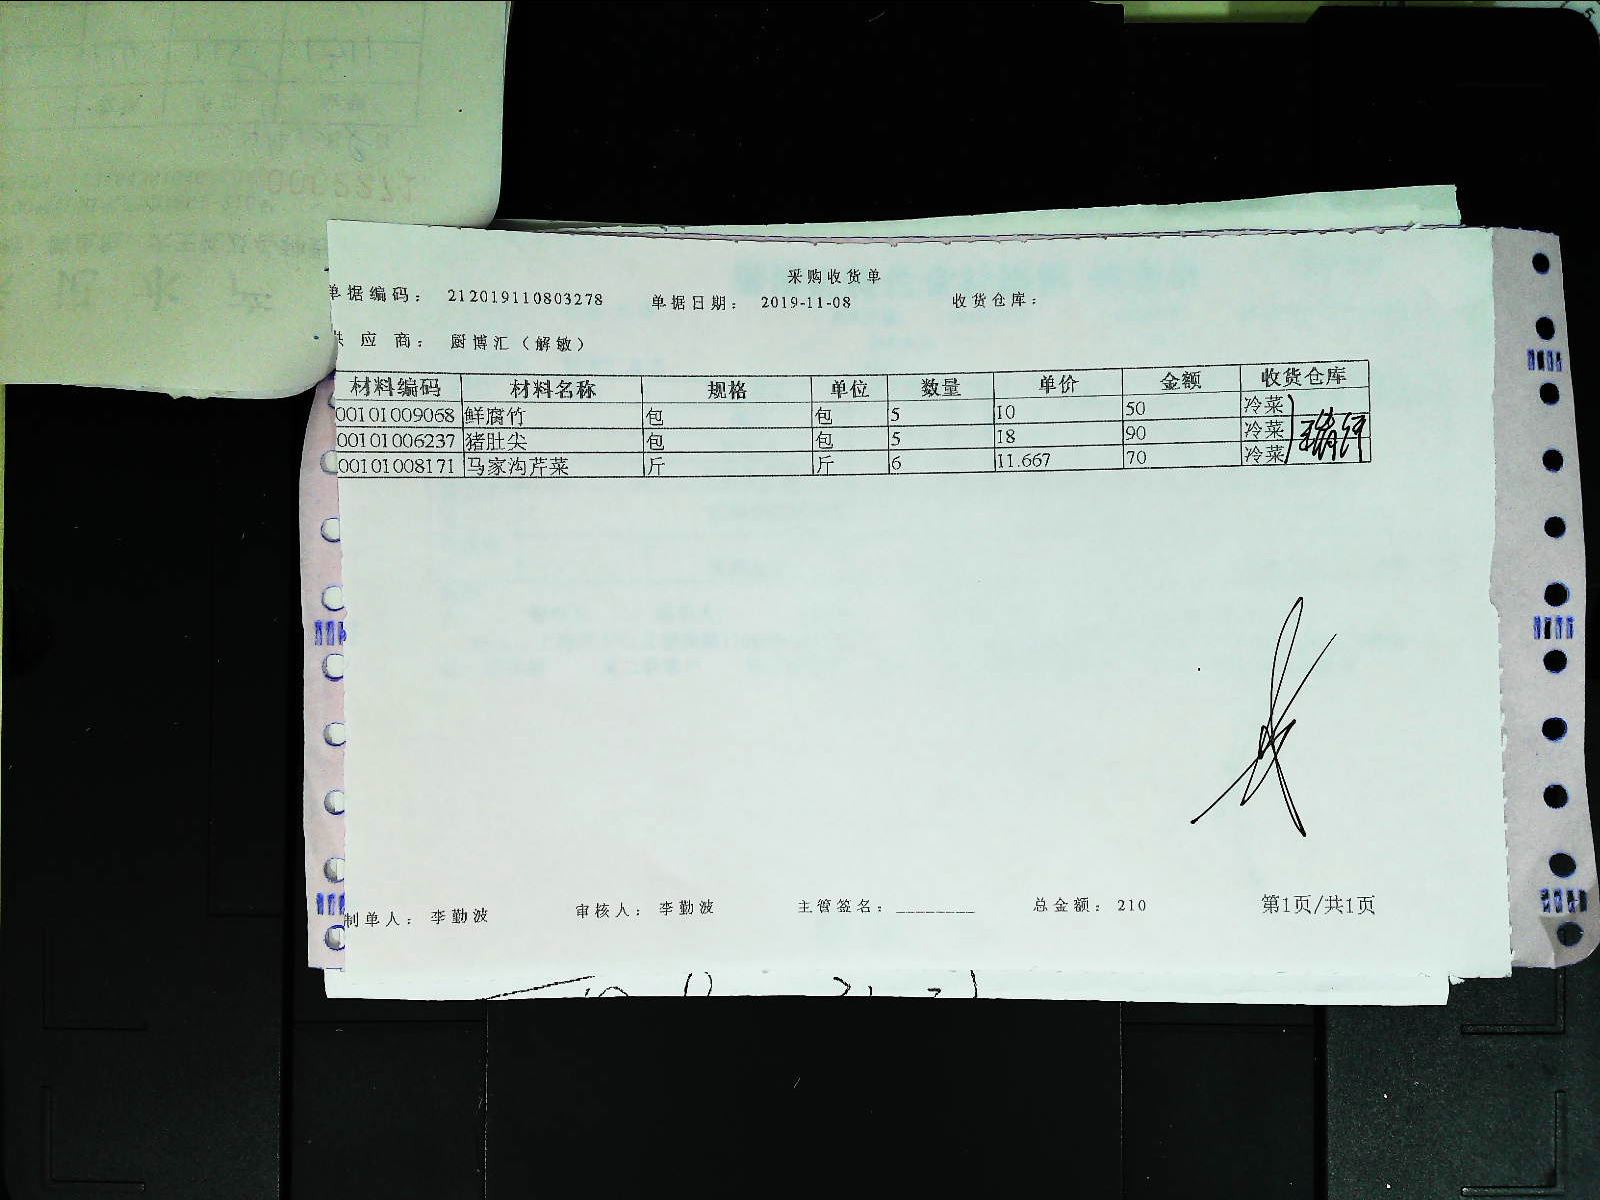 采购收货单
单据编码： 212019110803278 单据日期： 2019-11-08 收货仓库：
供 应 商： 厨博汇（解敏）
材料编码 材料名称 规格 单位 数量 单价 金额 收货仓库
00101009068 鲜腐竹 包 包 5 10 50 冷菜
00101006237 猪肚尖 包 包 5 18 90 冷菜
00101008171 马家沟芹菜 斤 斤 6 11.667 70 冷菜
制单人： 李勤波 审核人： 李勤波 主管签名：________ 总金额： 210 第1页/共1页